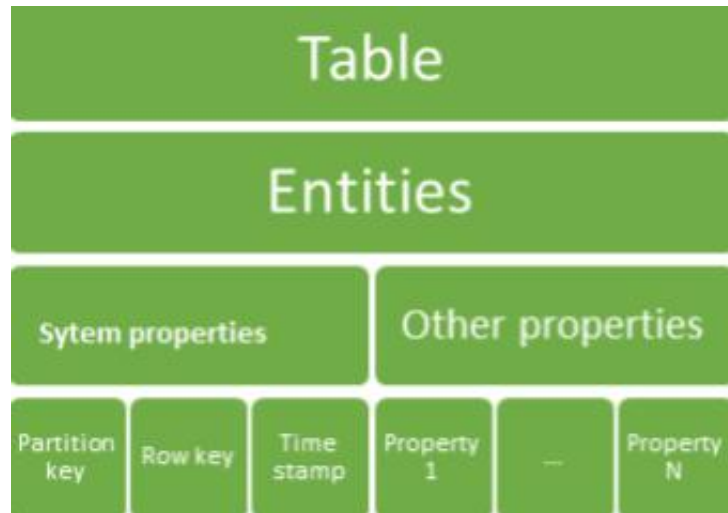 Table
Entities
Sytem properties
Other properties
Partition
key
Row key
Time
stamp
Property
1
...
Property
N